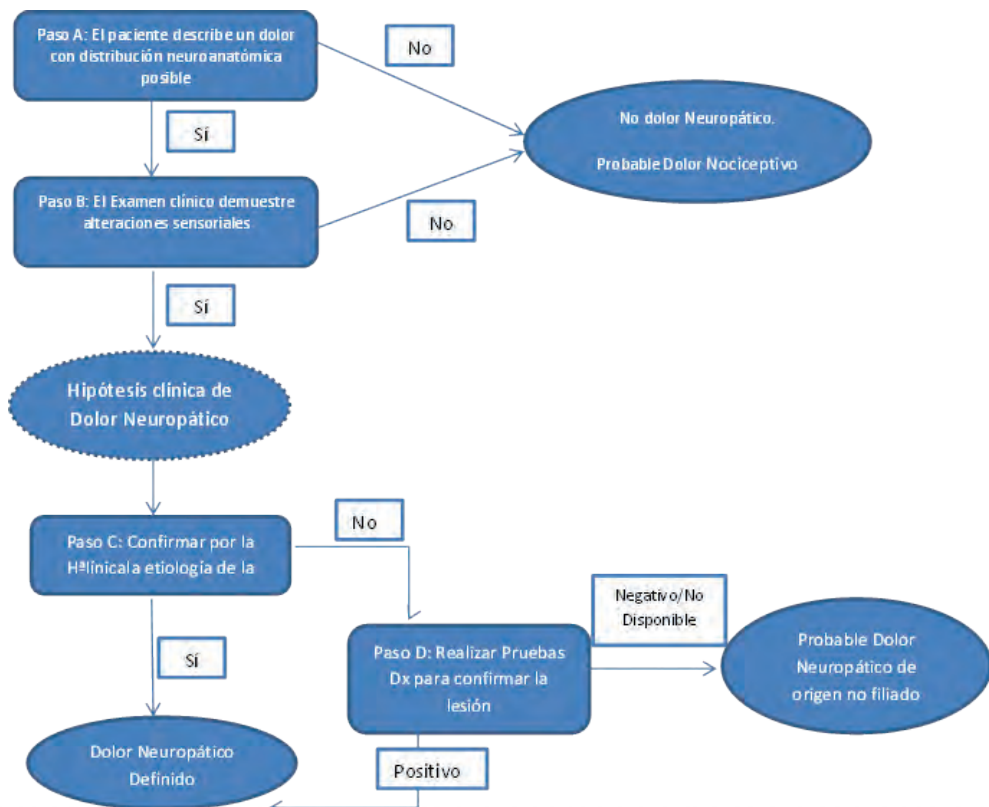 Paso A: El paciente describe un dolor
con distribución neuroanatómica
posible
No
Sí
No dolor Neuropático.
Probable Dolor Nociceptivo
Paso B: El Examen clínico demuestre
alteraciones sensoriales
No
Sí
Hipótesis clínica de
Dolor Neuropático
No
Paso C: Confirmar por la
Hªlínicala etiología de la
Negativo/No
Disponible
Sí
Paso D: Realizar Pruebas
Dx para confirmar la
lesión
Probable Dolor
Neuropático de
origen no filiado
Dolor Neuropático
Definido
Positivo